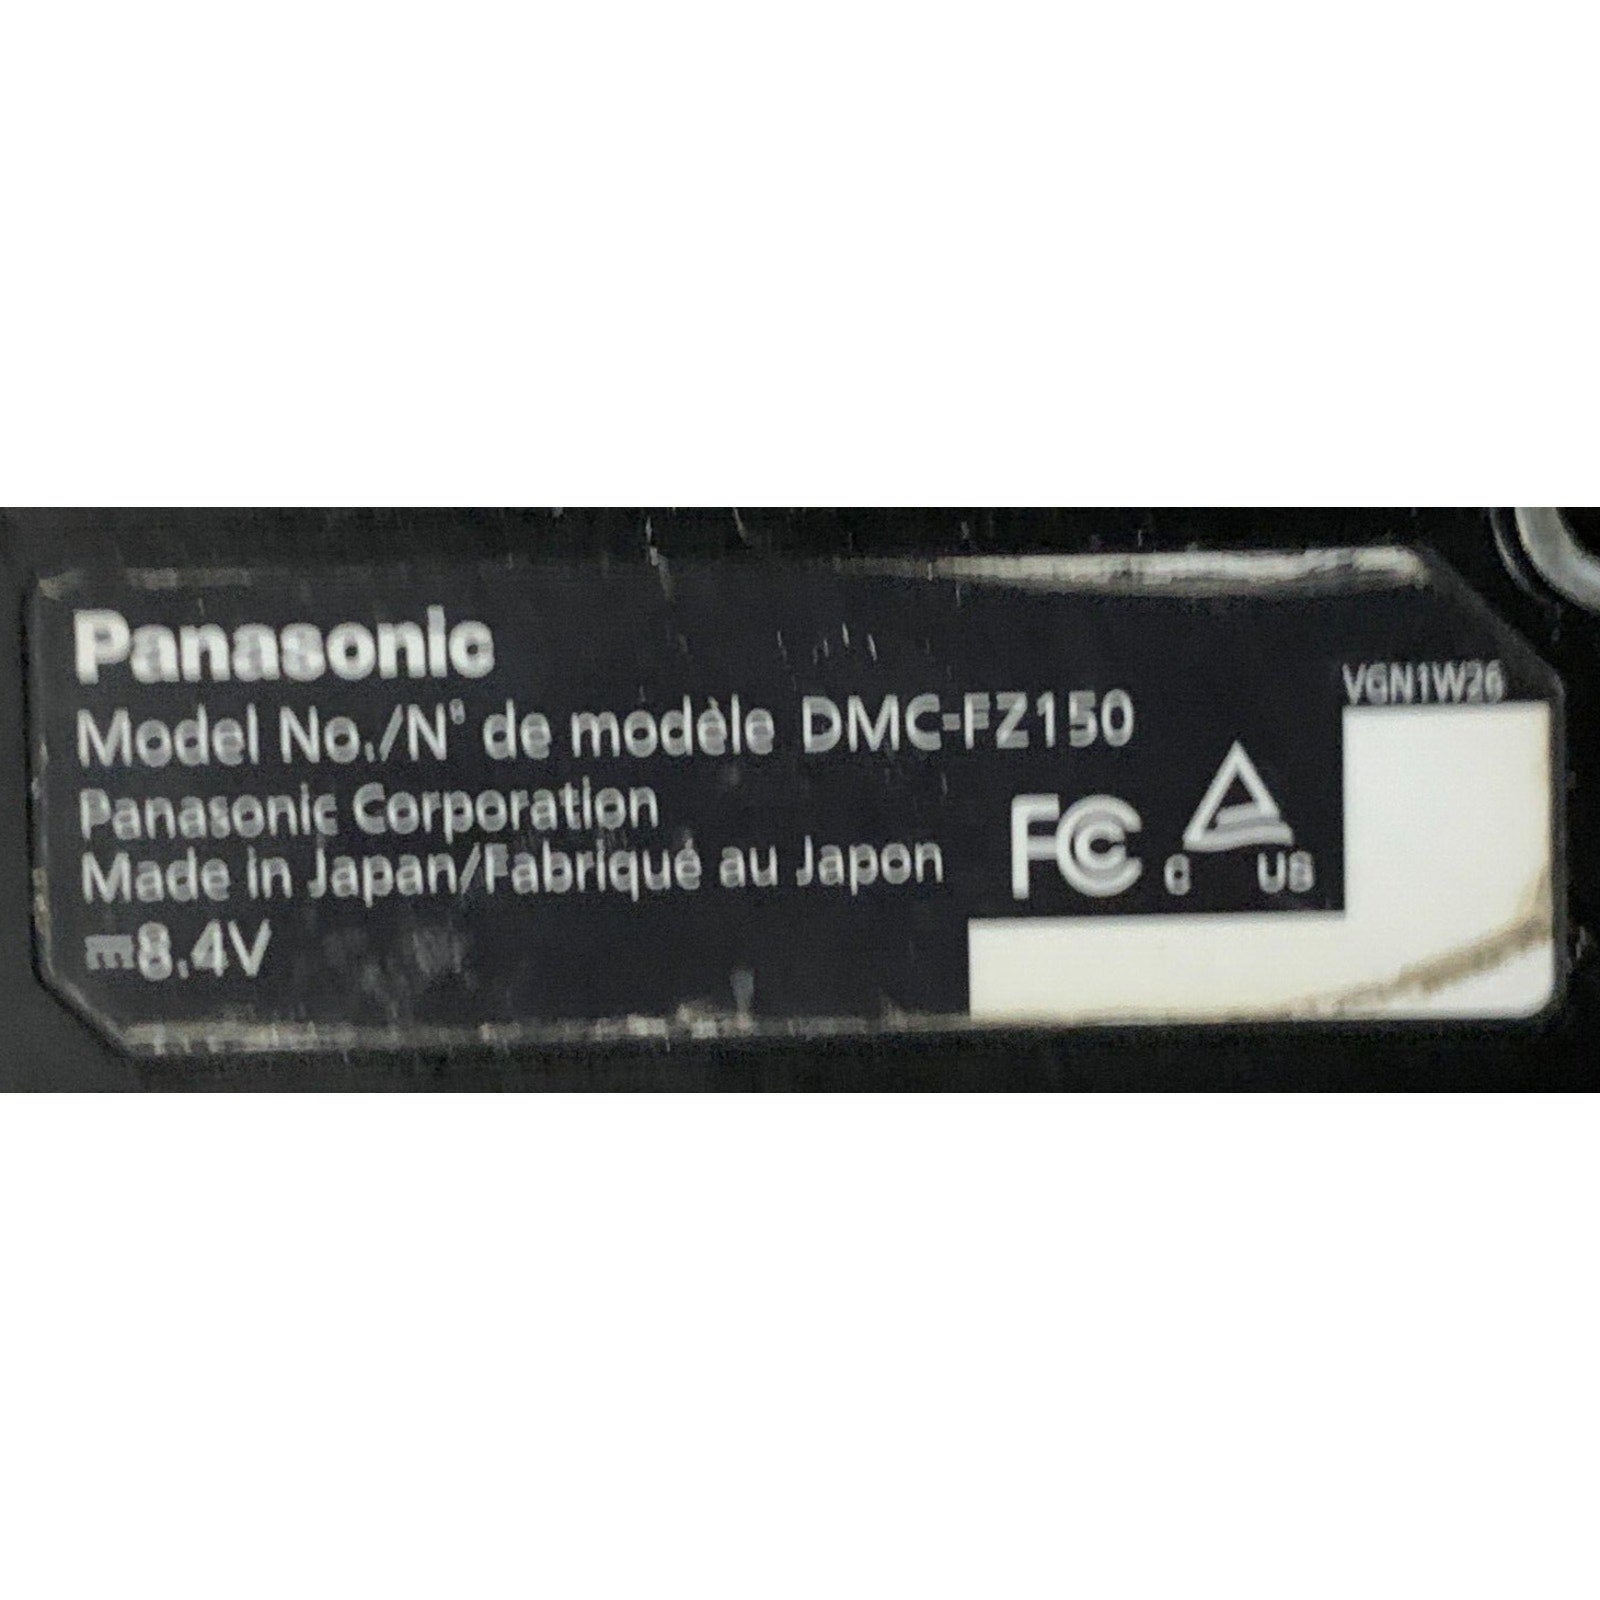 Panasonic
Model No./N° de modèle DMC-FZ150
Panasonic Corporation
Made in Japan/Fabriqué au Japon
⎓8.4V
FC C US
VGN1W26